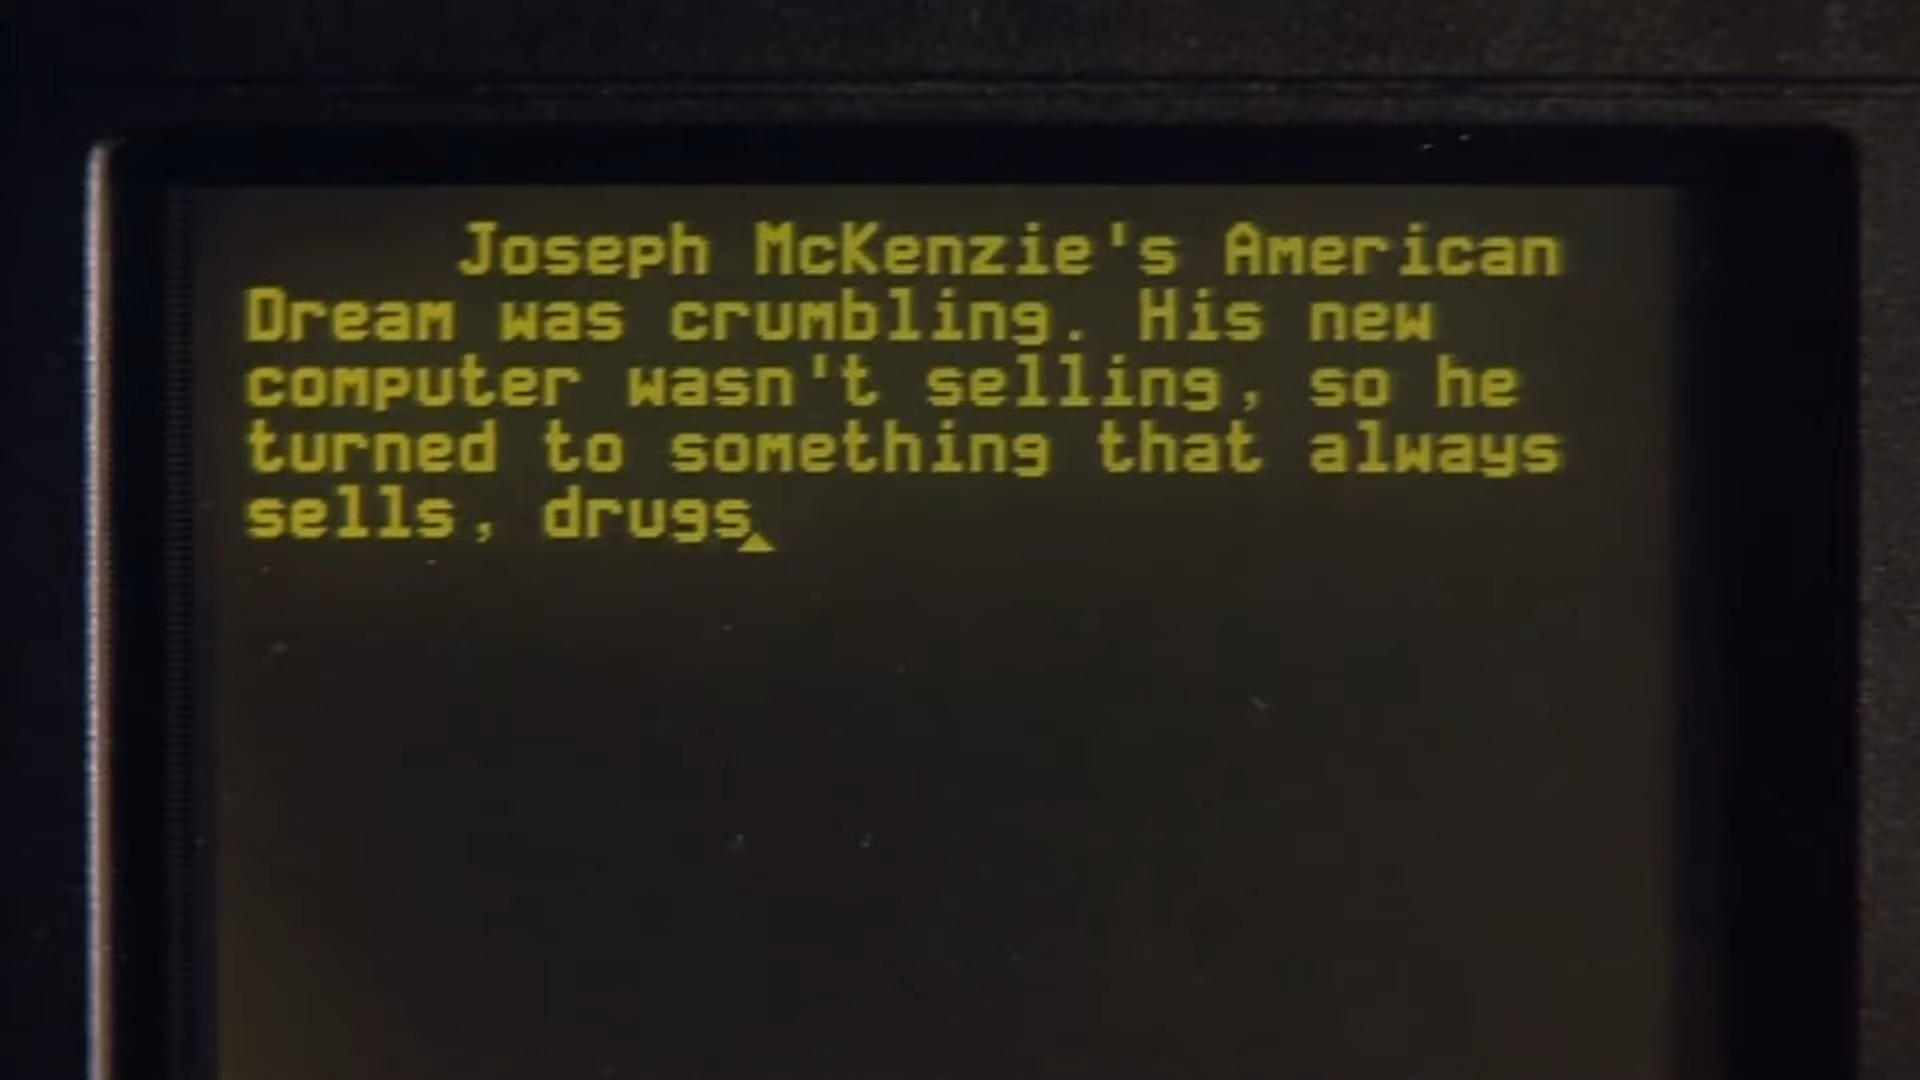 Joseph McKenzie's American
Dream was crumbling. His new
computer wasn't selling, so he
turned to something that always
sells, drugs